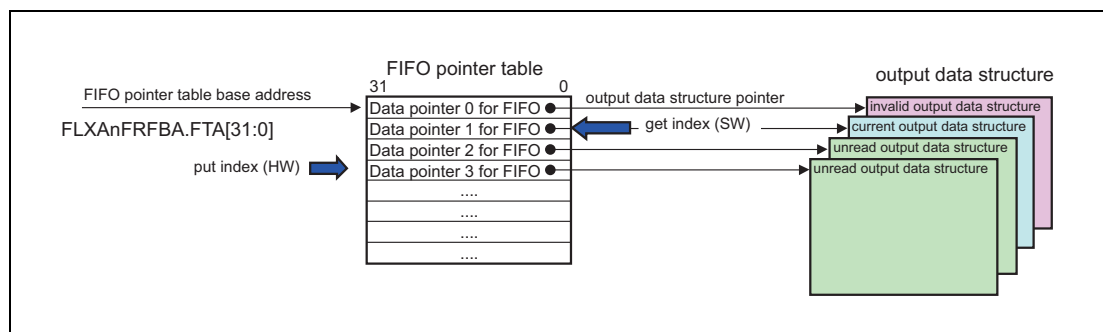 FIFO pointer table
31 0
FIFO pointer table base address
FLXAnFRFBA.FTA[31:0]
put index (HW)
Data pointer 0 for FIFO
Data pointer 1 for FIFO
Data pointer 2 for FIFO
Data pointer 3 for FIFO
....
....
....
....
output data structure pointer
get index (SW)
output data structure
invalid output data structure
current output data structure
unread output data structure
unread output data structure